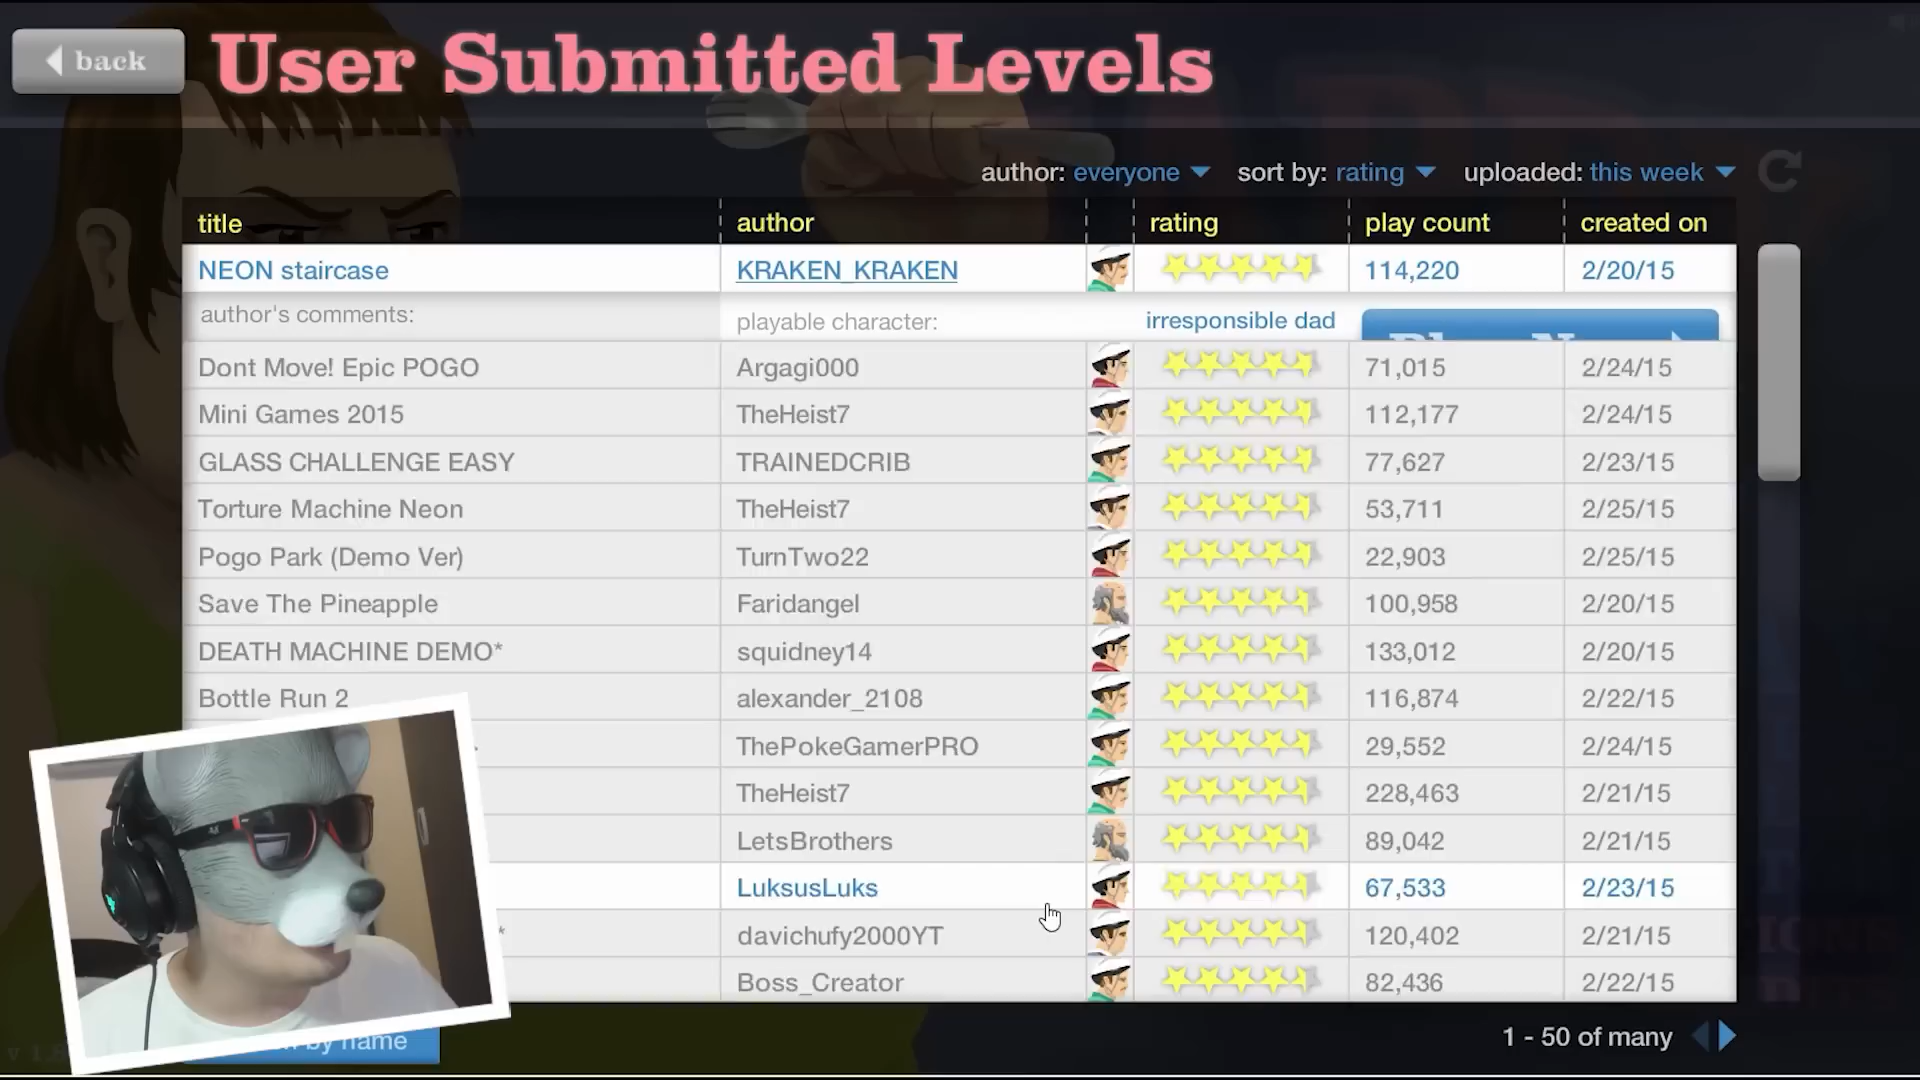 back
User Submitted Levels
author: everyone sort by: rating uploaded: this week
title author rating play count created on
NEON staircase KRAKEN_KRAKEN 114,220 2/20/15
author's comments: playable character: irresponsible dad
Dont Move! Epic POGO Argagi000 71,015 2/24/15
Mini Games 2015 TheHeist7 112,177 2/24/15
GLASS CHALLENGE EASY TRAINEDCRIB 77,627 2/23/15
Torture Machine Neon TheHeist7 53,711 2/25/15
Pogo Park (Demo Ver) TurnTwo22 22,903 2/25/15
Save The Pineapple Faridangel 100,958 2/20/15
DEATH MACHINE DEMO* squidney14 133,012 2/20/15
Bottle Run 2 alexander_2108 116,874 2/22/15
ThePokeGamerPRO 29,552 2/24/15
TheHeist7 228,463 2/21/15
LetsBrothers 89,042 2/21/15
LuksusLuks 67,533 2/23/15
* davichufy2000YT 120,402 2/21/15
Boss_Creator 82,436 2/22/15
by name
1 - 50 of many